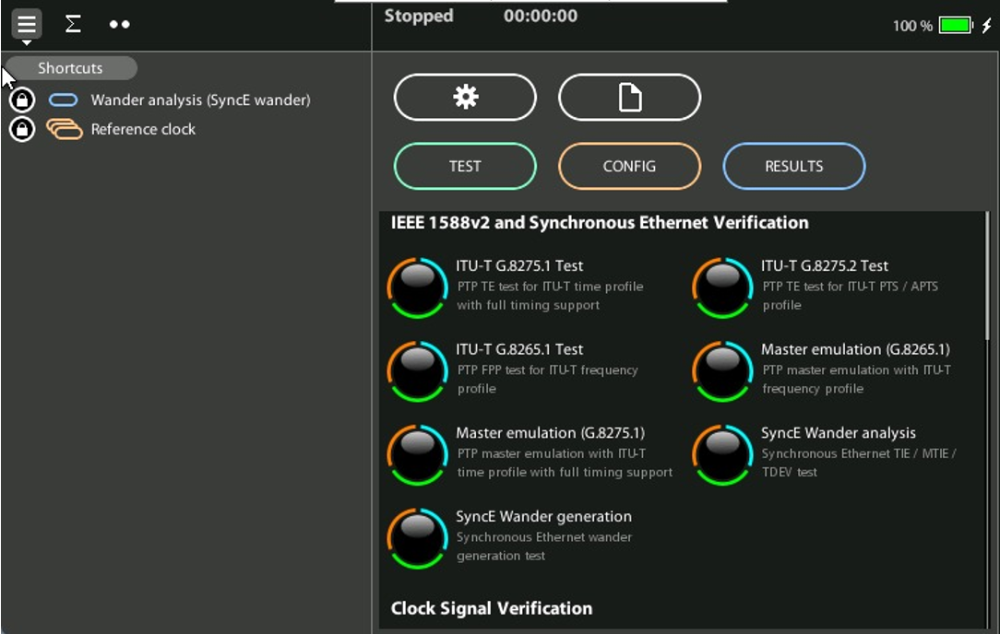 Stopped 00:00:00
100 %
Shortcuts
Wander analysis (SyncE wander)
Reference clock
TEST CONFIG RESULTS
IEEE 1588v2 and Synchronous Ethernet Verification
ITU-T G.8275.1 Test
PTP TE test for ITU-T time profile
with full timing support
ITU-T G.8275.2 Test
PTP TE test for ITU-T PTS / APTS
profile
ITU-T G.8265.1 Test
PTP FPP test for ITU-T frequency
profile
Master emulation (G.8265.1)
PTP master emulation with ITU-T
frequency profile
Master emulation (G.8275.1)
PTP master emulation with ITU-T
time profile with full timing support
SyncE Wander analysis
Synchronous Ethernet TIE / MTIE /
TDEV test
SyncE Wander generation
Synchronous Ethernet wander
generation test
Clock Signal Verification